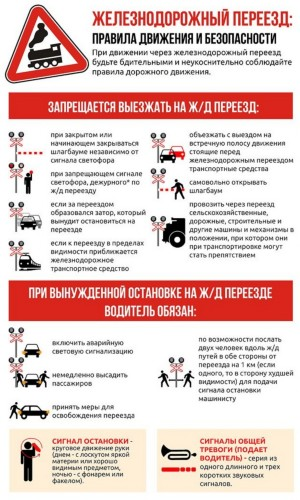 ЖЕЛЕЗНОДОРОЖНЫЙ ПЕРЕЕЗД:
ПРАВИЛА ДВИЖЕНИЯ И БЕЗОПАСНОСТИ
При движении через железнодорожный переезд
будьте бдительными и неукоснительно соблюдайте
правила дорожного движения.
ЗАПРЕЩАЕТСЯ ВЫЕЗЖАТЬ НА Ж/Д ПЕРЕЕЗД:
при закрытом или
начинающем закрываться
шлагбауме независимо от
сигнала светофора
при запрещающем сигнале
светофора, дежурного* по
ж/д переезду
если за переездом
образовался затор, который
вынудит остановиться на
переезде
если к переезду в пределах
видимости приближается
железнодорожное
транспортное средство
объезжать с выездом на
встречную полосу движения
стоящие перед
железнодорожным переездом
транспортные средства
самовольно открывать
шлагбаум
провозить через переезд
сельскохозяйственные,
дорожные, строительные и
другие машины и механизмы в
положении, при котором они
при транспортировке могут
стать препятствием
ПРИ ВЫНУЖДЕННОЙ ОСТАНОВКЕ НА Ж/Д ПЕРЕЕЗДЕ
ВОДИТЕЛЬ ОБЯЗАН:
включить аварийную
световую сигнализацию
немедленно высадить
пассажиров
принять меры для
освобождения переезда
по возможности послать
двух человек вдоль ж/д
путей в обе стороны от
переезда на 1 км (если
одного, то в сторону худшей
видимости) для подачи
сигнала остановки
машинисту
СИГНАЛ ОСТАНОВКИ -
круговое движение руки
(днем - с лоскутом яркой
материи или хорошо
видимым предметом,
ночью - с фонарем или
факелом).
СИГНАЛЫ ОБЩЕЙ
ТРЕВОГИ (ПОДАЕТ
ВОДИТЕЛЬ) - серия из
одного длинного и трех
коротких звуковых
сигналов.